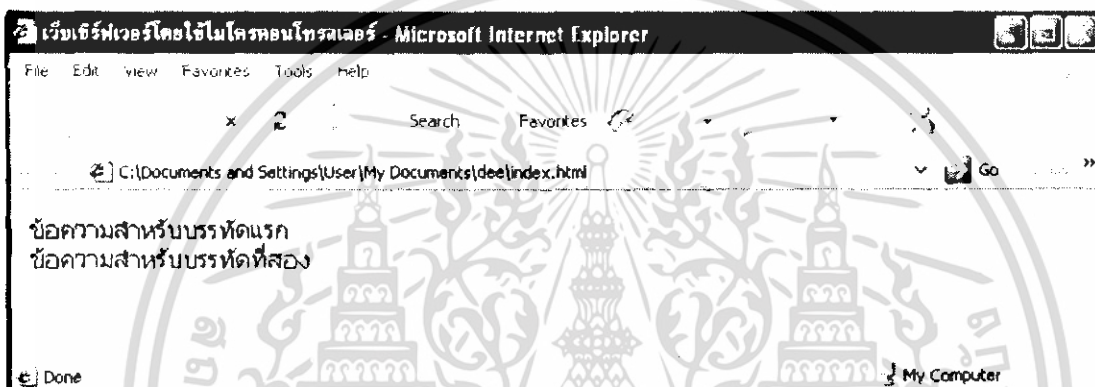 เว็บเซิร์ฟเวอร์โดยใช้ไมโครคอนโทรลเลอร์ - Microsoft Internet Explorer
File Edit View Favorites Tools Help
Search Favorites
C:\Documents and Settings\User\My Documents\dee\index.html Go »
ข้อความสำหรับบรรทัดแรก
ข้อความสำหรับบรรทัดที่สอง
Done My Computer